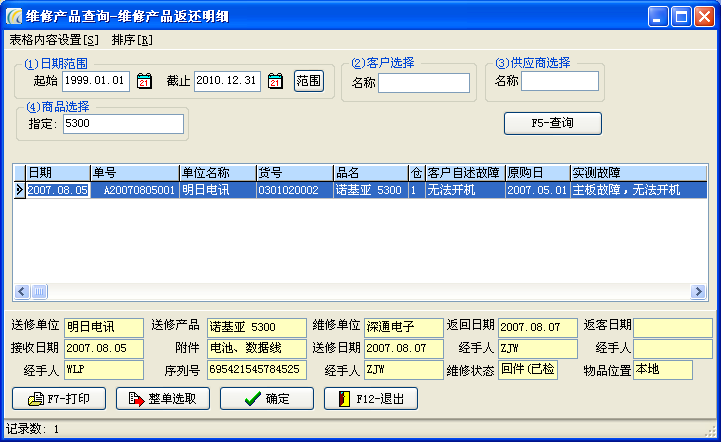 维修产品查询-维修产品返还明细
表格内容设置[S] 排序[R]
(1)日期范围 (2)客户选择 (3)供应商选择
起始 1999.01.01 截止 2010.12.31 范围 名称 名称
(4)商品选择
指定: 5300 F5-查询
日期 单号 单位名称 货号 品名 仓 客户自述故障 原购日 实测故障
2007.08.05 A20070805001 明日电讯 0301020002 诺基亚 5300 1 无法开机 2007.05.01 主板故障，无法开机
送修单位 明日电讯 送修产品 诺基亚 5300 维修单位 深通电子 返回日期 2007.08.07 返客日期
接收日期 2007.08.05 附件 电池、数据线 送修日期 2007.08.07 经手人 ZJW 经手人
经手人 WLP 序列号 695421545784525 经手人 ZJW 维修状态 回件(已检 物品位置 本地
F7-打印 整单选取 确定 F12-退出
记录数: 1